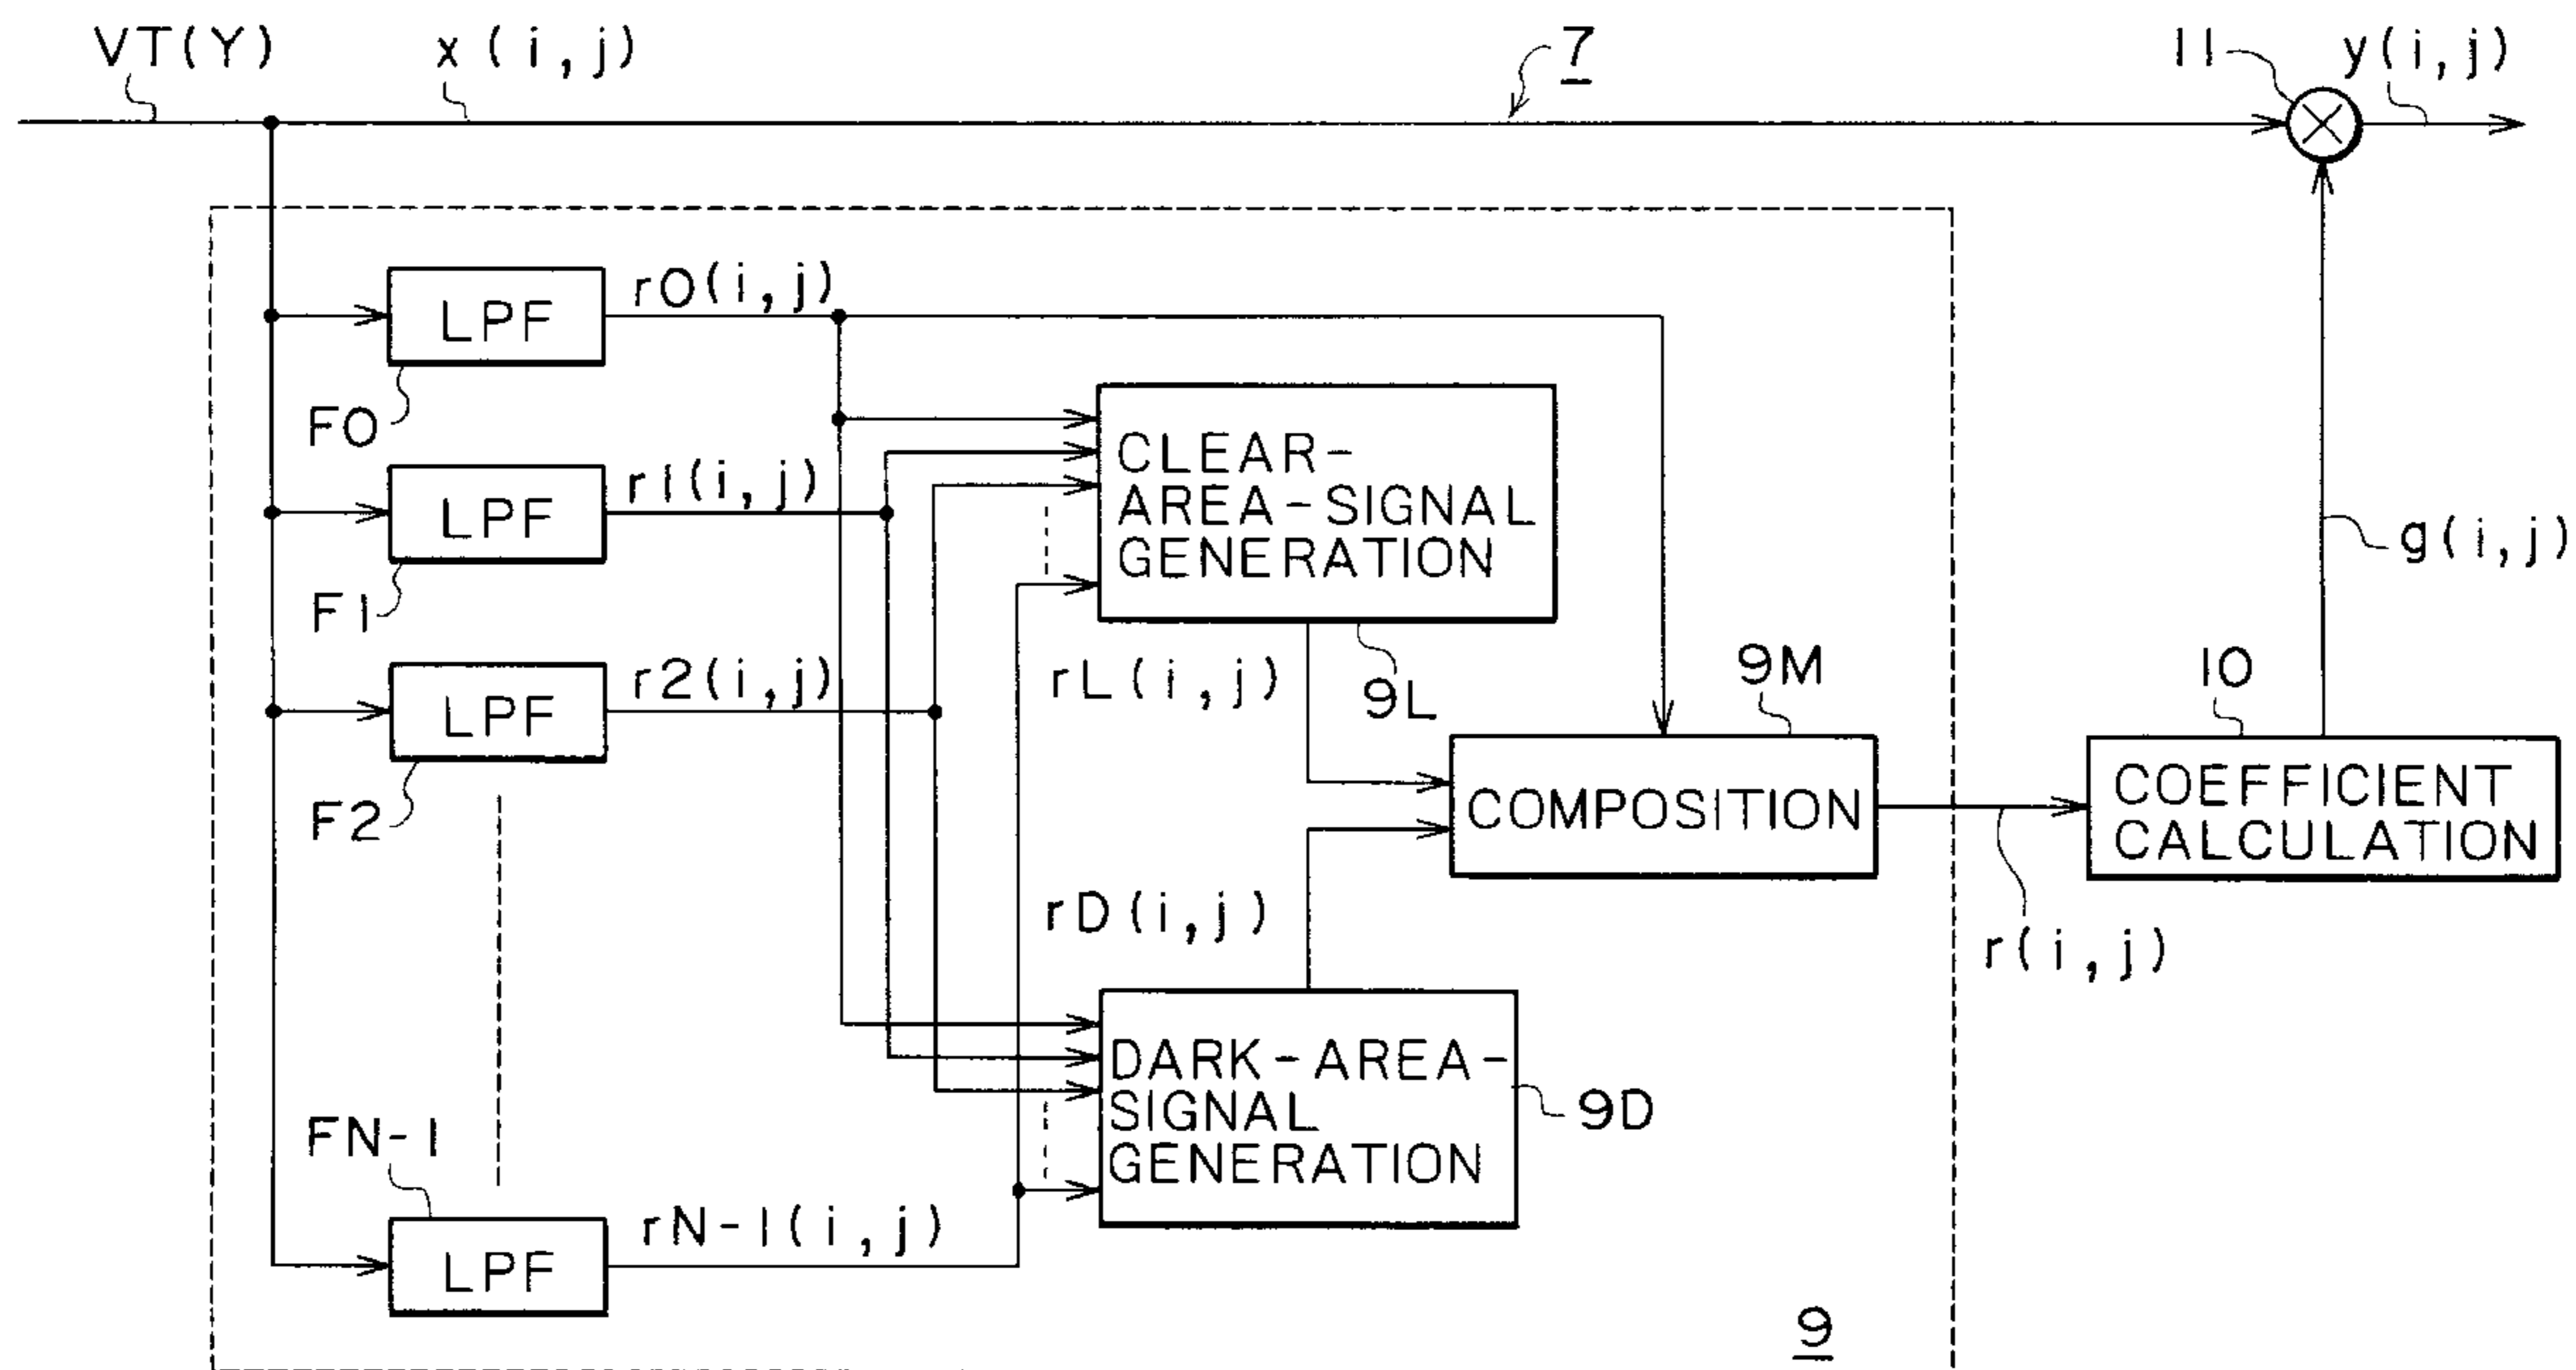 VT(Y)
x(i,j)
7
11
y(i,j)
LPF
r0(i,j)
F0
LPF
r1(i,j)
F1
LPF
r2(i,j)
F2
CLEAR-
AREA-SIGNAL
GENERATION
g(i,j)
rL(i,j)
9L
9M
10
COMPOSITION
COEFFICIENT
CALCULATION
rD(i,j)
r(i,j)
DARK-AREA-
SIGNAL
GENERATION
9D
FN-1
LPF
rN-1(i,j)
9